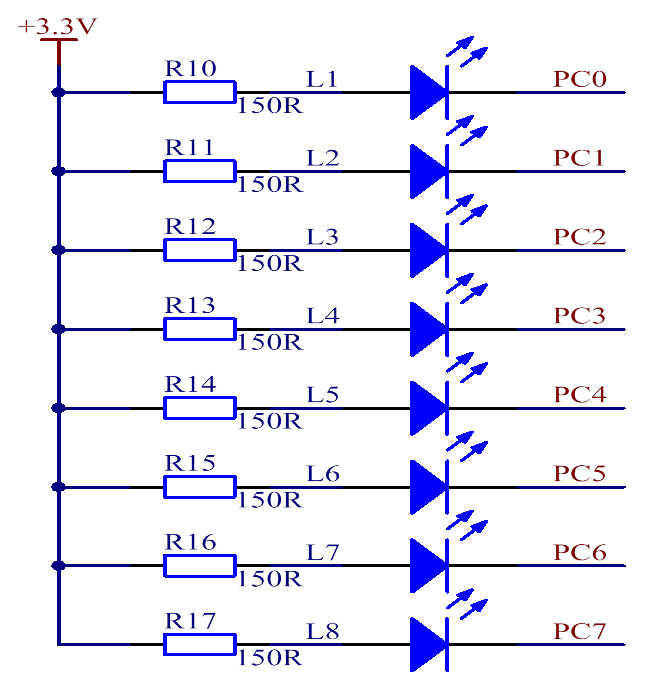 +3.3V
R10 L1 PC0
150R
R11 L2 PC1
150R
R12 L3 PC2
150R
R13 L4 PC3
150R
R14 L5 PC4
150R
R15 L6 PC5
150R
R16 L7 PC6
150R
R17 L8 PC7
150R